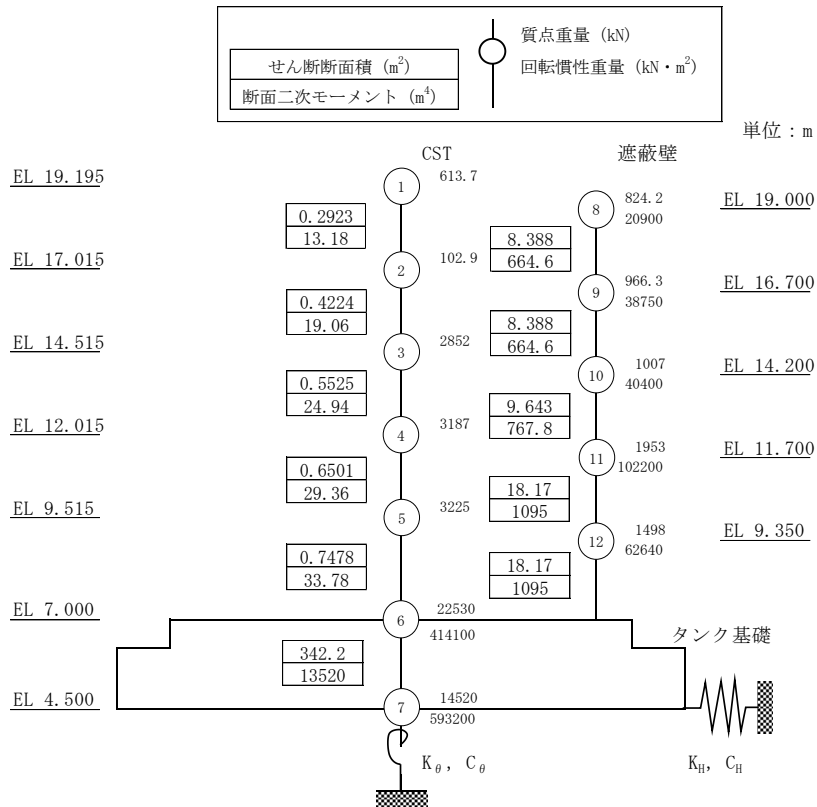 質点重量 (kN)
せん断断面積 (m²)
回転慣性重量 (kN・m²)
断面二次モーメント (m⁴)
単位：m
CST
遮蔽壁
EL 19.195
1
613.7
8
824.2
20900
EL 19.000
0.2923
13.18
8.388
664.6
EL 17.015
2
102.9
9
966.3
38750
EL 16.700
0.4224
19.06
8.388
664.6
EL 14.515
3
2852
10
1007
40400
EL 14.200
0.5525
24.94
9.643
767.8
EL 12.015
4
3187
11
1953
102200
EL 11.700
0.6501
29.36
18.17
1095
EL 9.515
5
3225
12
1498
62640
EL 9.350
0.7478
33.78
18.17
1095
EL 7.000
6
22530
414100
タンク基礎
342.2
13520
EL 4.500
7
14520
593200
Kθ, Cθ
KH, CH